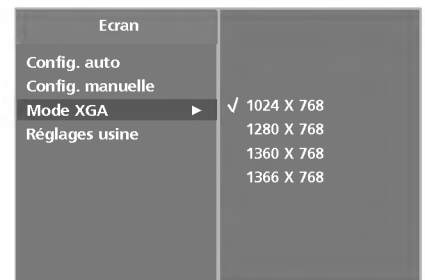 Ecran
Config. auto
Config. manuelle
Mode XGA ►
Réglages usine
√ 1024 X 768
1280 X 768
1360 X 768
1366 X 768